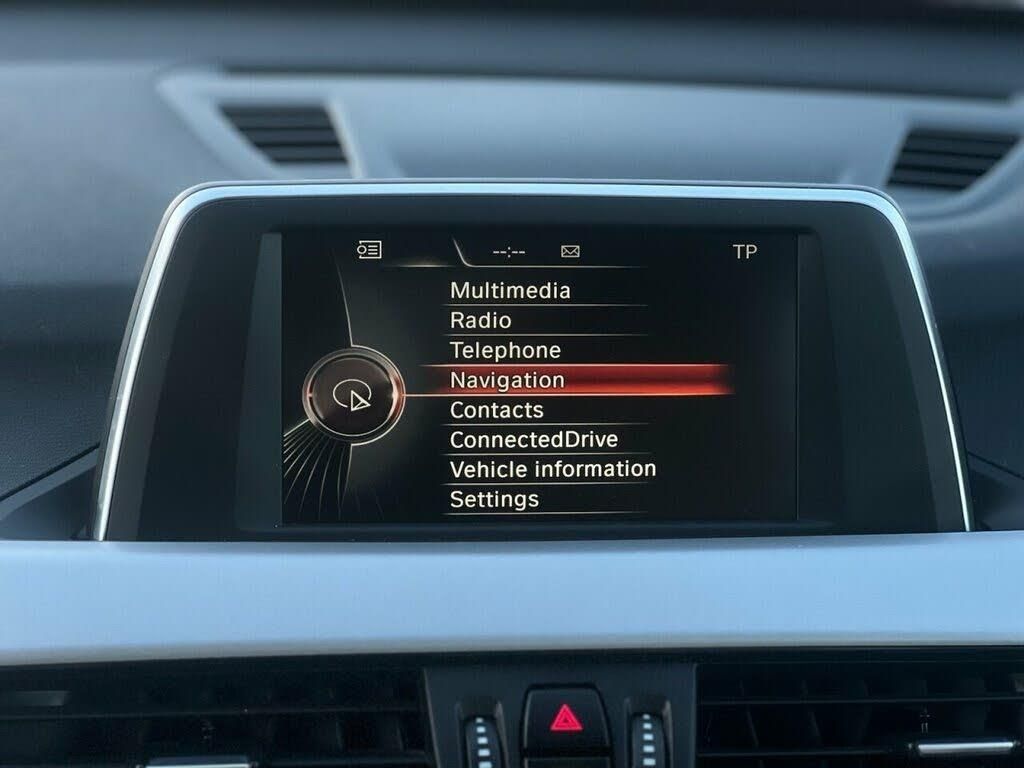 --:-- TP
Multimedia
Radio
Telephone
Navigation
Contacts
ConnectedDrive
Vehicle information
Settings